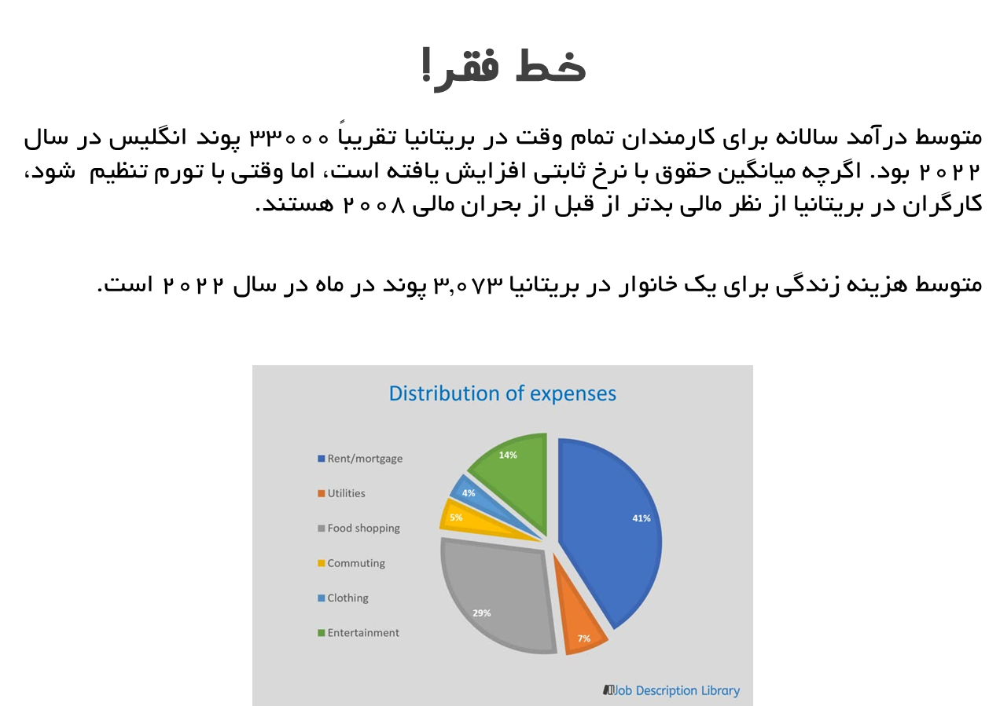 خط فقر!
متوسط درآمد سالانه برای کارمندان تمام وقت در بریتانیا تقریباً ۳۳۰۰۰ پوند انگلیس در سال
۲۰۲۲ بود. اگرچه میانگین حقوق با نرخ ثابتی افزایش یافته است، اما وقتی با تورم تنظیم شود،
کارگران در بریتانیا از نظر مالی بدتر از قبل از بحران مالی ۲۰۰۸ هستند.
متوسط هزینه زندگی برای یک خانوار در بریتانیا ۳,۰۷۳ پوند در ماه در سال ۲۰۲۲ است.
Distribution of expenses
Rent/mortgage
Utilities
Food shopping
Commuting
Clothing
Entertainment
14%
4%
5%
41%
29%
7%
Job Description Library